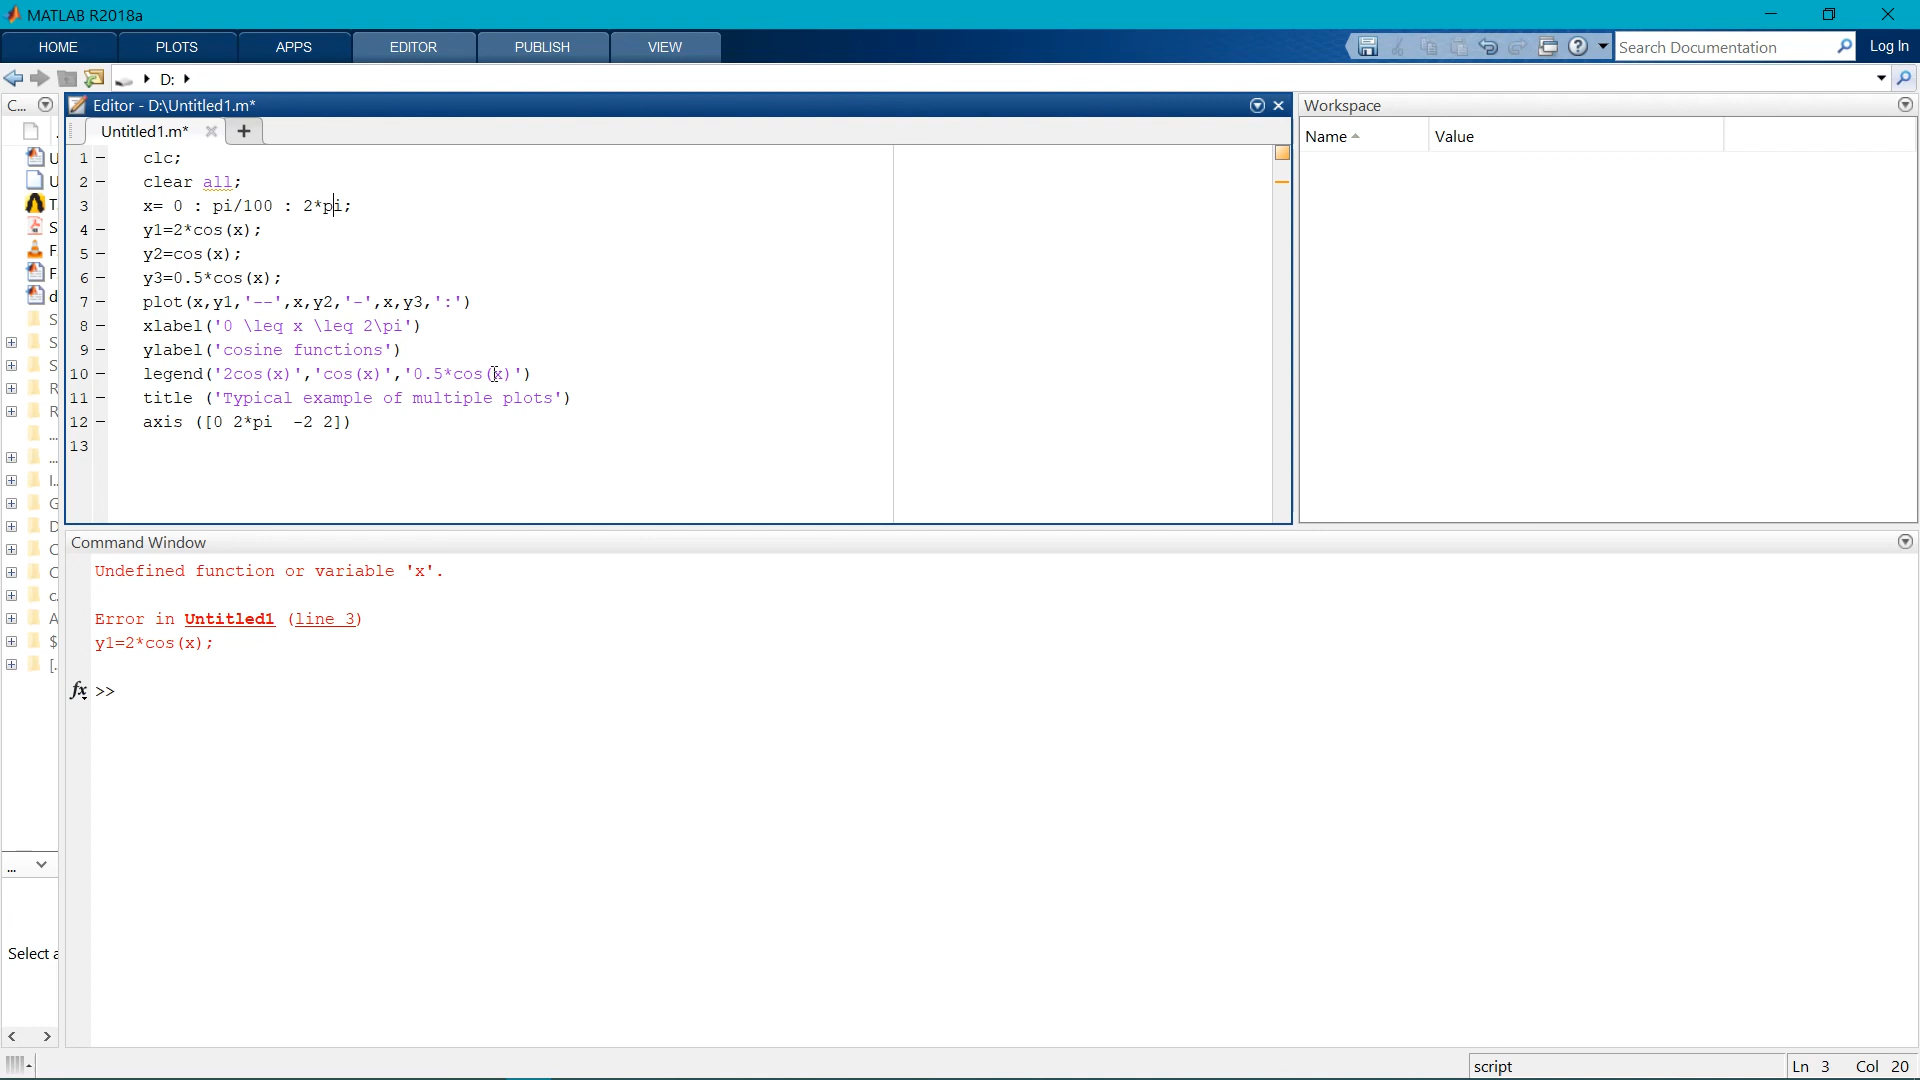 MATLAB R2018a
HOME PLOTS APPS EDITOR PUBLISH VIEW
Search Documentation
Log In
D:
C...
Editor - D:\Untitled1.m*
Workspace
Untitled1.m*
Name Value
1 clc;
2 clear all;
3 x= 0 : pi/100 : 2*pi;
4 y1=2*cos(x);
5 y2=cos(x);
6 y3=0.5*cos(x);
7 plot(x,y1,'--',x,y2,'-',x,y3,':')
8 xlabel('0 \leq x \leq 2\pi')
9 ylabel('cosine functions')
10 legend('2cos(x)','cos(x)','0.5*cos(x)')
11 title ('Typical example of multiple plots')
12 axis ([0 2*pi  -2 2])
13
Command Window
Undefined function or variable 'x'.
Error in Untitled1 (line 3)
y1=2*cos(x);
fx >>
Select
script
Ln 3 Col 20